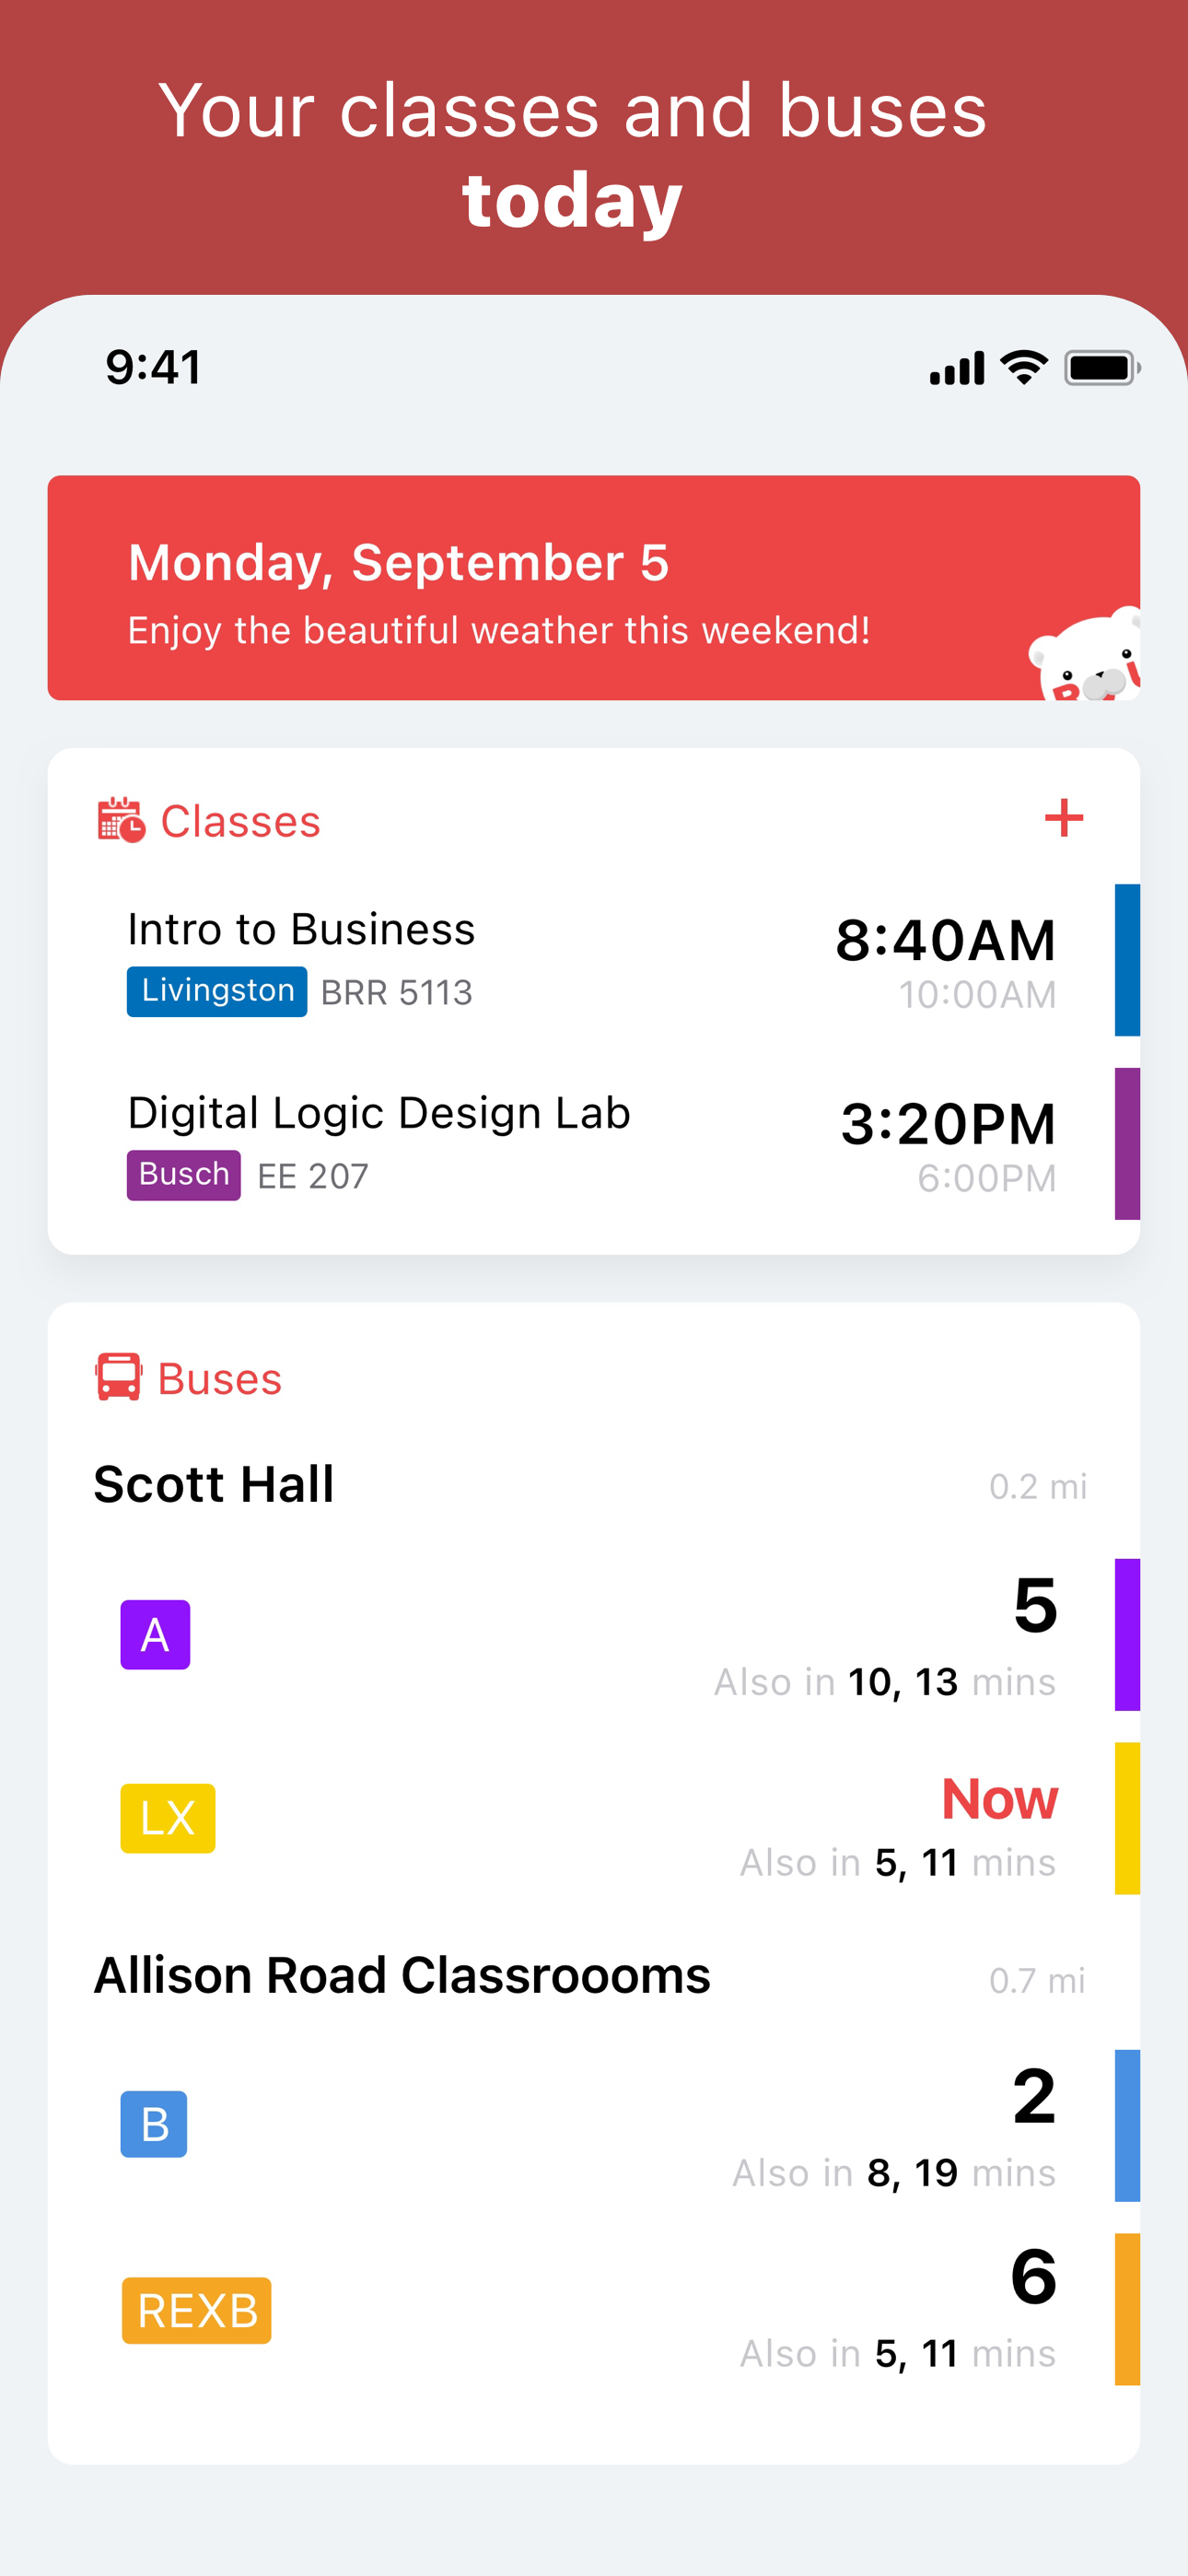 Your classes and buses
today
9:41
Monday, September 5
Enjoy the beautiful weather this weekend!
Classes
+
Intro to Business
8:40AM
Livingston BRR 5113
10:00AM
Digital Logic Design Lab
3:20PM
Busch EE 207
6:00PM
Buses
Scott Hall 0.2 mi
A
5
Also in 10, 13 mins
LX
Now
Also in 5, 11 mins
Allison Road Classroooms 0.7 mi
B
2
Also in 8, 19 mins
REXB
6
Also in 5, 11 mins